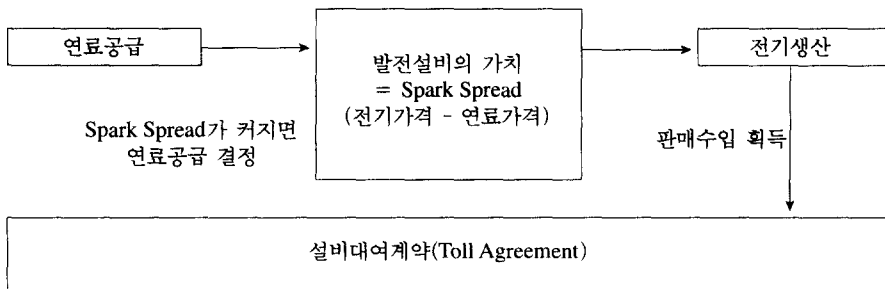 연료공급
발전설비의 가치
= Spark Spread
(전기가격 - 연료가격)
전기생산
Spark Spread가 커지면
연료공급 결정
판매수입 획득
설비대여계약(Toll Agreement)